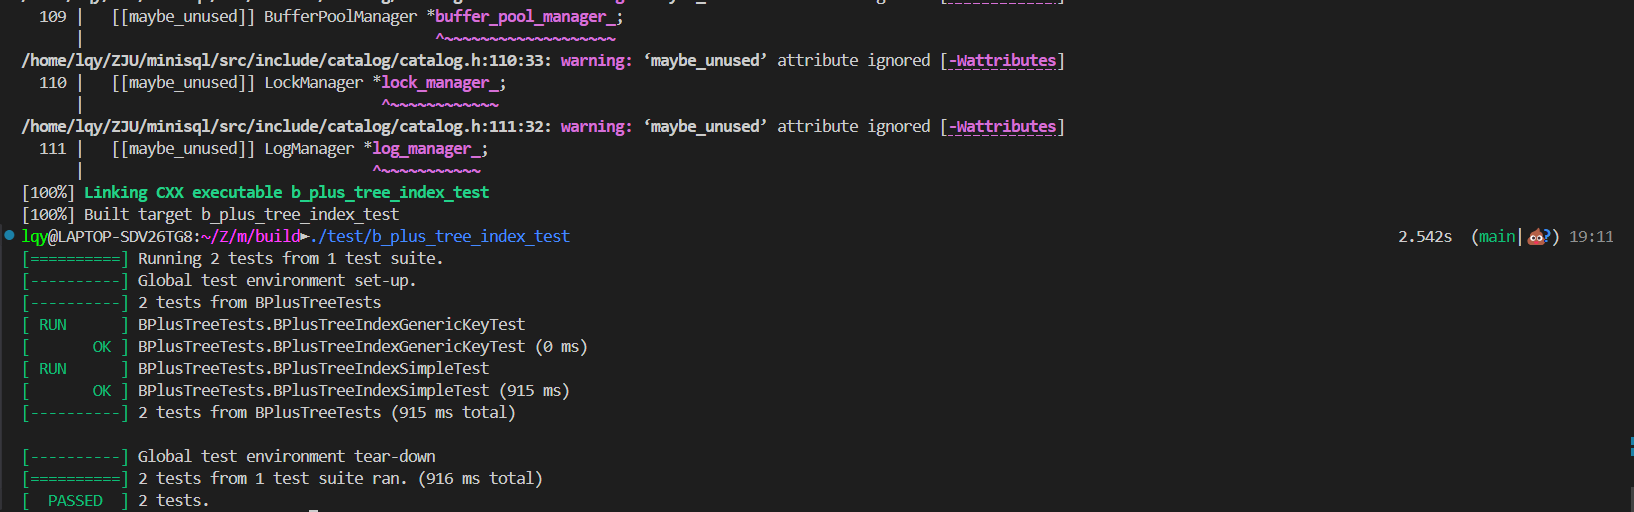 109 |   [[maybe_unused]] BufferPoolManager *buffer_pool_manager_;
    |                                       ^~~~~~~~~~~~~~~~~~~~
/home/lqy/ZJU/minisql/src/include/catalog/catalog.h:110:33: warning: ‘maybe_unused’ attribute ignored [-Wattributes]
110 |   [[maybe_unused]] LockManager *lock_manager_;
    |                                 ^~~~~~~~~~~~~
/home/lqy/ZJU/minisql/src/include/catalog/catalog.h:111:32: warning: ‘maybe_unused’ attribute ignored [-Wattributes]
111 |   [[maybe_unused]] LogManager *log_manager_;
    |                                ^~~~~~~~~~~~
[100%] Linking CXX executable b_plus_tree_index_test
[100%] Built target b_plus_tree_index_test
lqy@LAPTOP-SDV26TG8:~/Z/m/build►./test/b_plus_tree_index_test 2.542s (main|💩?) 19:11
[==========] Running 2 tests from 1 test suite.
[----------] Global test environment set-up.
[----------] 2 tests from BPlusTreeTests
[ RUN      ] BPlusTreeTests.BPlusTreeIndexGenericKeyTest
[       OK ] BPlusTreeTests.BPlusTreeIndexGenericKeyTest (0 ms)
[ RUN      ] BPlusTreeTests.BPlusTreeIndexSimpleTest
[       OK ] BPlusTreeTests.BPlusTreeIndexSimpleTest (915 ms)
[----------] 2 tests from BPlusTreeTests (915 ms total)
[----------] Global test environment tear-down
[==========] 2 tests from 1 test suite ran. (916 ms total)
[  PASSED  ] 2 tests.